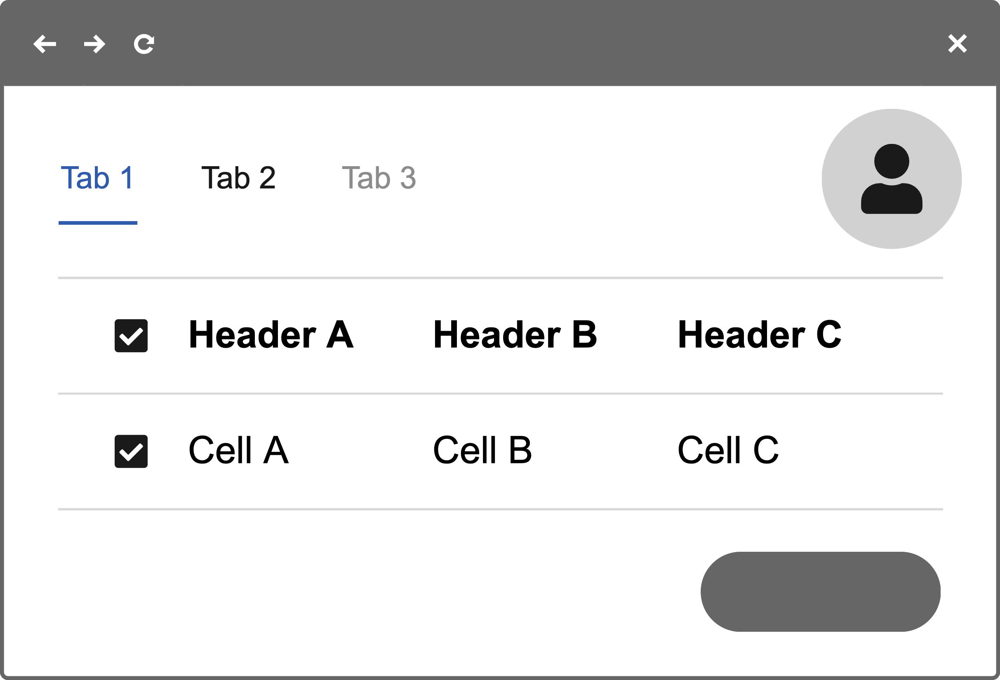 Tab 1 Tab 2 Tab 3
Header A Header B Header C
Cell A Cell B Cell C